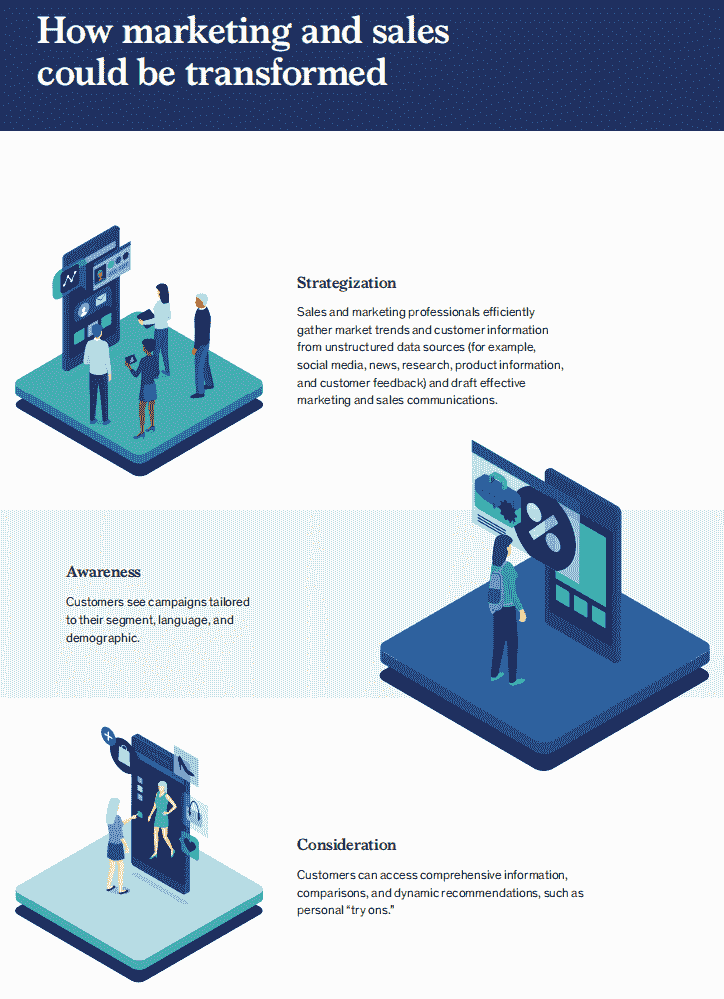 How marketing and sales
could be transformed
Strategization
Sales and marketing professionals efficiently
gather market trends and customer information
from unstructured data sources (for example,
social media, news, research, product information,
and customer feedback) and draft effective
marketing and sales communications.
Awareness
Customers see campaigns tailored
to their segment, language, and
demographic.
Consideration
Customers can access comprehensive information,
comparisons, and dynamic recommendations, such as
personal “try ons.”